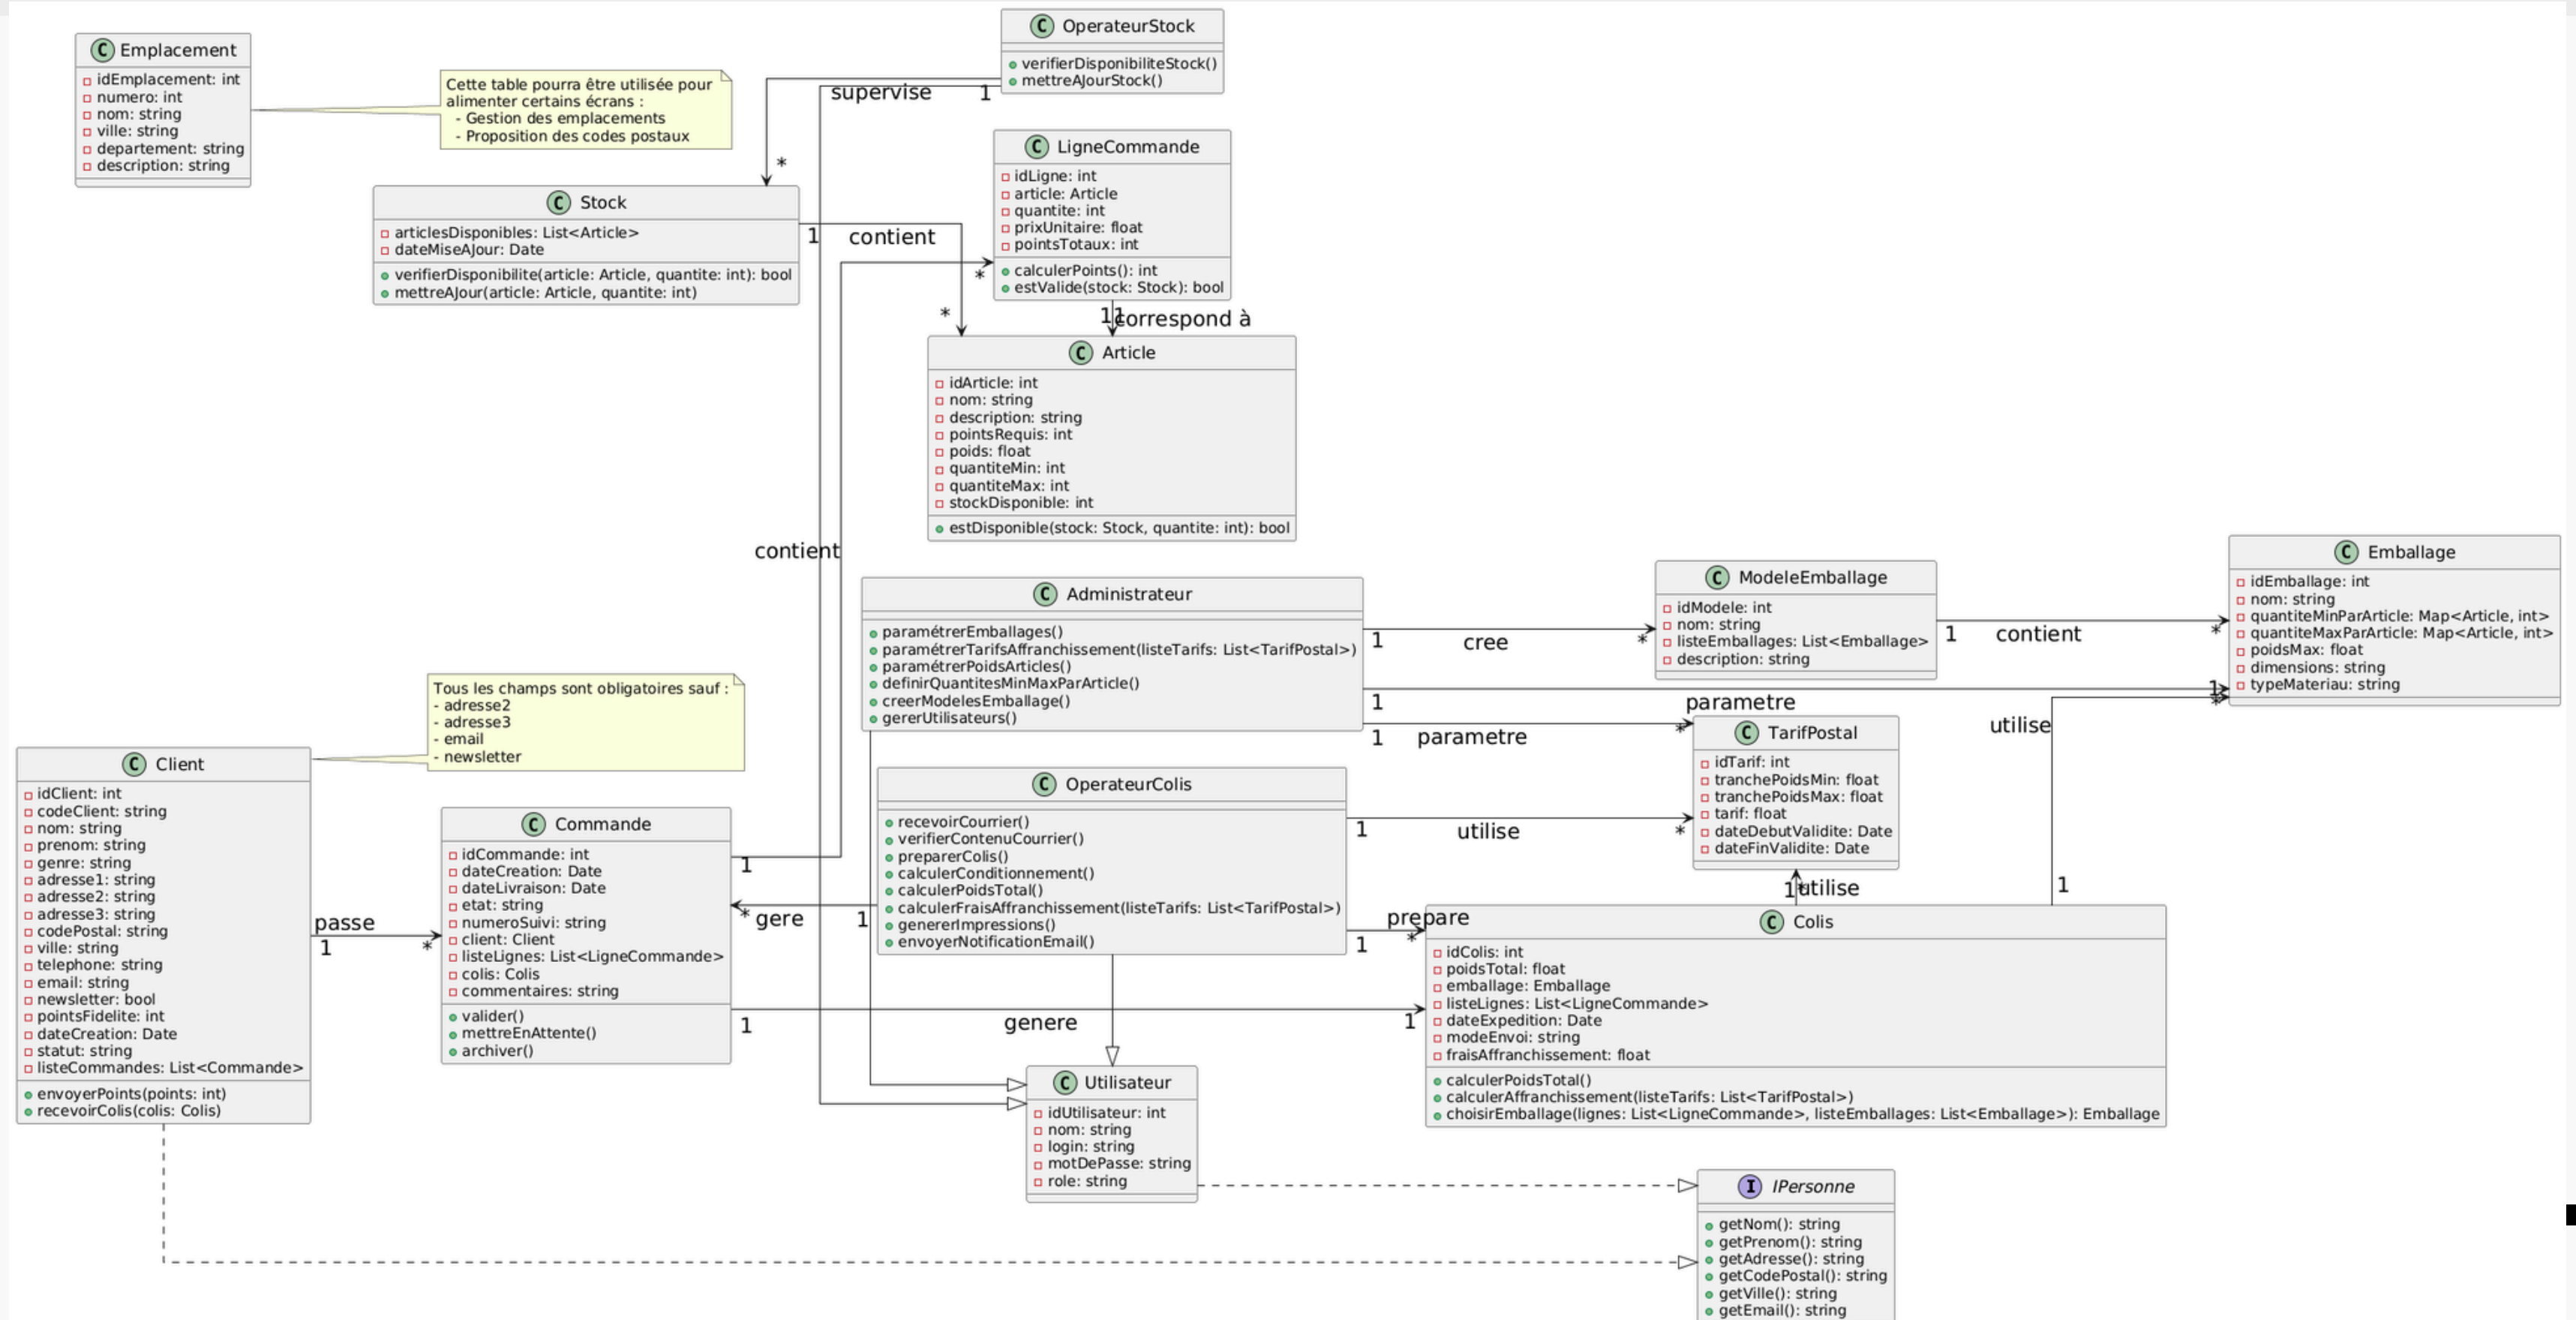 C Emplacement
idEmplacement: int
numero: int
nom: string
ville: string
departement: string
description: string
Cette table pourra être utilisée pour
alimenter certains écrans :
- Gestion des emplacements
- Proposition des codes postaux
C OperateurStock
verifierDisponibiliteStock()
mettreAJourStock()
supervise
1
*
C Stock
articlesDisponibles: List<Article>
dateMiseAJour: Date
verifierDisponibilite(article: Article, quantite: int): bool
mettreAJour(article: Article, quantite: int)
1
contient
*
C LigneCommande
idLigne: int
article: Article
quantite: int
prixUnitaire: float
pointsTotaux: int
calculerPoints(): int
estValide(stock: Stock): bool
*
1
1
correspond à
C Article
idArticle: int
nom: string
description: string
pointsRequis: int
poids: float
quantiteMin: int
quantiteMax: int
stockDisponible: int
estDisponible(stock: Stock, quantite: int): bool
contient
C Administrateur
paramétrerEmballages()
paramétrerTarifsAffranchissement(listeTarifs: List<TarifPostal>)
paramétrerPoidsArticles()
definirQuantitesMinMaxParArticle()
creerModelesEmballage()
gererUtilisateurs()
1
cree
*
C ModeleEmballage
idModele: int
nom: string
listeEmballages: List<Emballage>
description: string
1
contient
*
C Emballage
idEmballage: int
nom: string
quantiteMinParArticle: Map<Article, int>
quantiteMaxParArticle: Map<Article, int>
poidsMax: float
dimensions: string
typeMateriau: string
1
parametre
*
1
1
parametre
*
utilise
1
C TarifPostal
idTarif: int
tranchePoidsMin: float
tranchePoidsMax: float
tarif: float
dateDebutValidite: Date
dateFinValidite: Date
Tous les champs sont obligatoires sauf :
- adresse2
- adresse3
- email
- newsletter
C Client
idClient: int
codeClient: string
nom: string
prenom: string
genre: string
adresse1: string
adresse2: string
adresse3: string
codePostal: string
ville: string
telephone: string
email: string
newsletter: bool
pointsFidelite: int
dateCreation: Date
statut: string
listeCommandes: List<Commande>
envoyerPoints(points: int)
recevoirColis(colis: Colis)
passe
1
*
C Commande
idCommande: int
dateCreation: Date
dateLivraison: Date
etat: string
numeroSuivi: string
client: Client
listeLignes: List<LigneCommande>
colis: Colis
commentaires: string
valider()
mettreEnAttente()
archiver()
1
* gere
1
1
genere
1
C OperateurColis
recevoirCourrier()
verifierContenuCourrier()
preparerColis()
calculerConditionnement()
calculerPoidsTotal()
calculerFraisAffranchissement(listeTarifs: List<TarifPostal>)
genererImpressions()
envoyerNotificationEmail()
1
utilise
*
1
prepare
*
1
*
utilise
C Colis
idColis: int
poidsTotal: float
emballage: Emballage
listeLignes: List<LigneCommande>
dateExpedition: Date
modeEnvoi: string
fraisAffranchissement: float
calculerPoidsTotal()
calculerAffranchissement(listeTarifs: List<TarifPostal>)
choisirEmballage(lignes: List<LigneCommande>, listeEmballages: List<Emballage>): Emballage
C Utilisateur
idUtilisateur: int
nom: string
login: string
motDePasse: string
role: string
I IPersonne
getNom(): string
getPrenom(): string
getAdresse(): string
getCodePostal(): string
getVille(): string
getEmail(): string